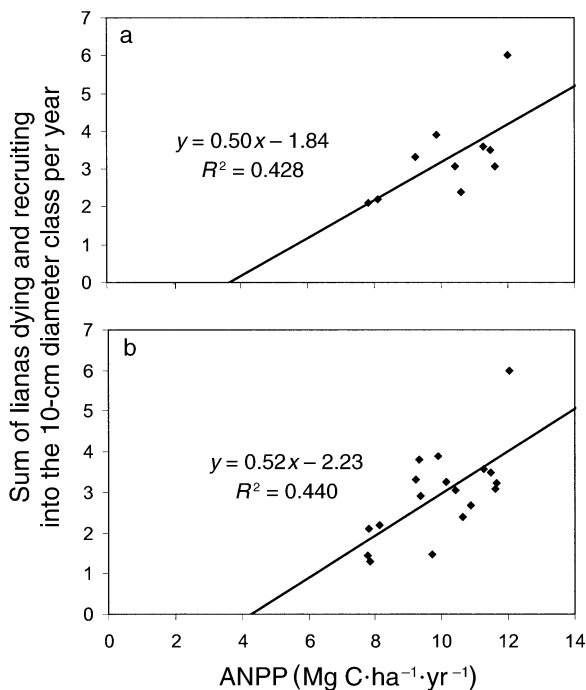 Sum of lianas dying and recruiting
into the 10-cm diameter class per year
a
7
6
5
4
3
2
1
0
y = 0.50x – 1.84
R² = 0.428
b
7
6
5
4
3
2
1
0
y = 0.52x – 2.23
R² = 0.440
0 2 4 6 8 10 12 14
ANPP (Mg C·ha⁻¹·yr⁻¹)